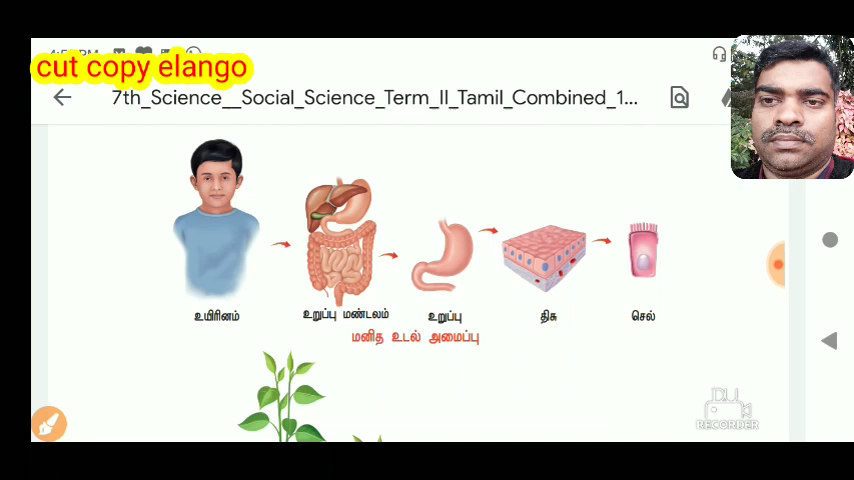 cut copy elango
7th_Science__Social_Science_Term_II_Tamil_Combined_1...
உயிரினம்
உறுப்பு மண்டலம்
உறுப்பு
திசு
செல்
மனித உடல் அமைப்பு
DU
RECORDER